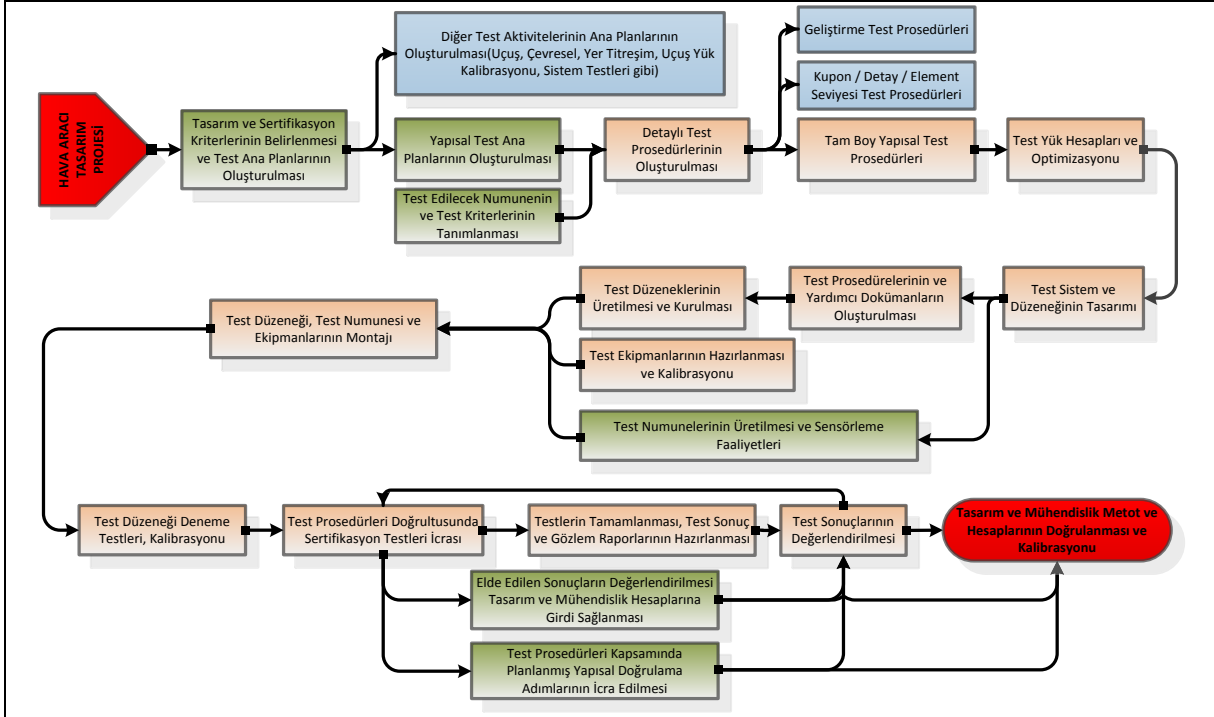 HAVA ARACI
TASARIM
PROJESİ
Tasarım ve Sertifikasyon
Kriterlerinin Belirlenmesi
ve Test Ana Planlarının
Oluşturulması
Diğer Test Aktivitelerinin Ana Planlarının
Oluşturulması(Uçuş, Çevresel, Yer Titreşim, Uçuş Yük
Kalibrasyonu, Sistem Testleri gibi)
Yapısal Test Ana
Planlarının Oluşturulması
Test Edilecek Numunenin
ve Test Kriterlerinin
Tanımlanması
Detaylı Test
Prosedürlerinin
Oluşturulması
Geliştirme Test Prosedürleri
Kupon / Detay / Element
Seviyesi Test Prosedürleri
Tam Boy Yapısal Test
Prosedürleri
Test Yük Hesapları ve
Optimizasyonu
Test Sistem ve
Düzeneğinin Tasarımı
Test Prosedürelerinin ve
Yardımcı Dokümanların
Oluşturulması
Test Düzeneklerinin
Üretilmesi ve Kurulması
Test Ekipmanlarının Hazırlanması
ve Kalibrasyonu
Test Numunelerinin Üretilmesi ve Sensörleme
Faaliyetleri
Test Düzeneği, Test Numunesi ve
Ekipmanlarının Montajı
Test Düzeneği Deneme
Testleri, Kalibrasyonu
Test Prosedürleri Doğrultusunda
Sertifikasyon Testleri İcrası
Testlerin Tamamlanması, Test Sonuç
ve Gözlem Raporlarının Hazırlanması
Test Sonuçlarının
Değerlendirilmesi
Tasarım ve Mühendislik Metot ve
Hesaplarının Doğrulanması ve
Kalibrasyonu
Elde Edilen Sonuçların Değerlendirilmesi
Tasarım ve Mühendislik Hesaplarına
Girdi Sağlanması
Test Prosedürleri Kapsamında
Planlanmış Yapısal Doğrulama
Adımlarının İcra Edilmesi